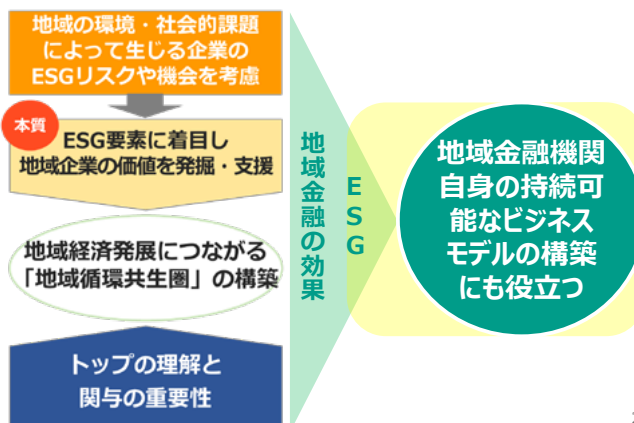 地域の環境・社会的課題
によって生じる企業の
ESGリスクや機会を考慮
本質
ESG要素に着目し
地域企業の価値を発掘・支援
地域経済発展につながる
「地域循環共生圏」の構築
トップの理解と
関与の重要性
ESG
地域金融の効果
地域金融機関
自身の持続可
能なビジネス
モデルの構築
にも役立つ